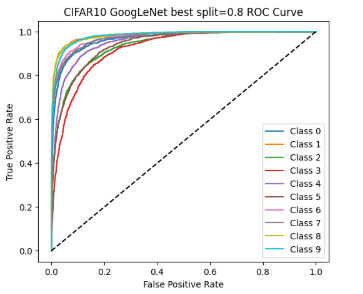 CIFAR10 GoogLeNet best split=0.8 ROC Curve
True Positive Rate
1.0
0.8
0.6
0.4
0.2
0.0
Class 0
Class 1
Class 2
Class 3
Class 4
Class 5
Class 6
Class 7
Class 8
Class 9
0.0 0.2 0.4 0.6 0.8 1.0
False Positive Rate